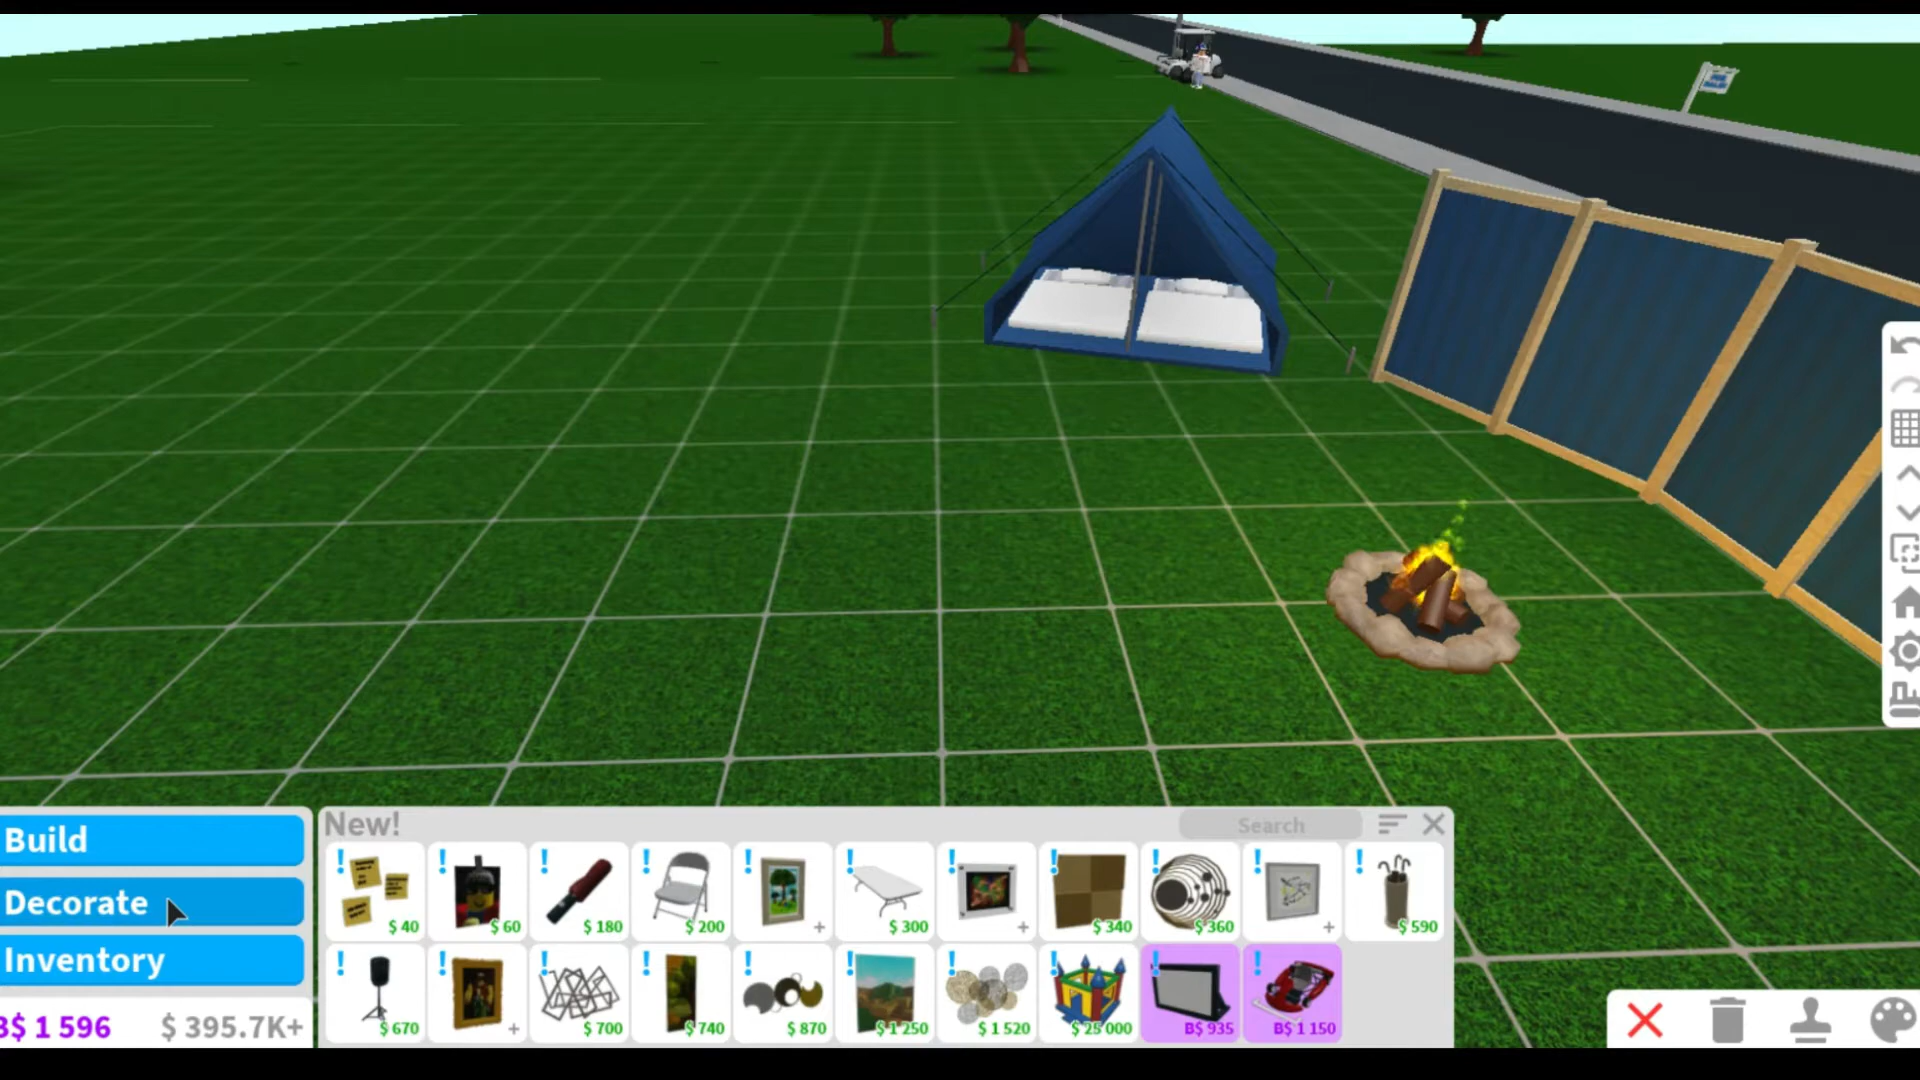 Build
Decorate
Inventory
B$ 1 596 $ 395.7K+
New! Search
! ! ! ! ! ! ! ! ! ! !
$ 40 $ 60 $ 180 $ 200 + $ 300 + $ 340 $ 360 + $ 590
! ! ! ! ! ! ! ! ! !
$ 670 + $ 700 $ 740 $ 870 $ 1 250 $ 1 520 $ 25 000 B$ 935 B$ 1 150